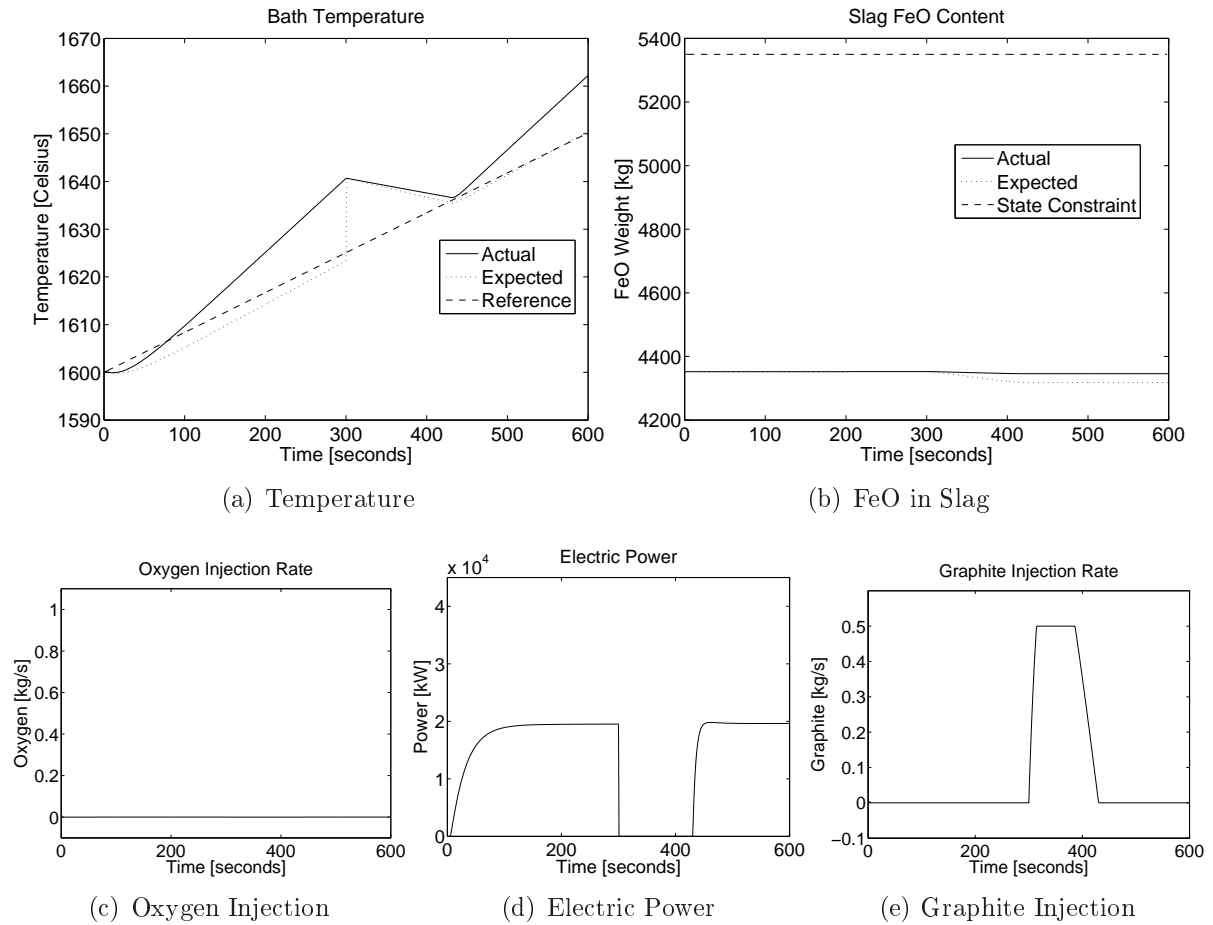 Bath Temperature
1670
1660
1650
1640
1630
1620
1610
1600
1590
Temperature [Celsius]
Actual
Expected
Reference
0 100 200 300 400 500 600
Time [seconds]
(a) Temperature
Slag FeO Content
5400
5200
5000
4800
4600
4400
4200
FeO Weight [kg]
Actual
Expected
State Constraint
0 100 200 300 400 500 600
Time [seconds]
(b) FeO in Slag
Oxygen Injection Rate
1
0.8
0.6
0.4
0.2
0
Oxygen [kg/s]
0 200 400 600
Time [seconds]
(c) Oxygen Injection
Electric Power
x 10^4
4
3
2
1
0
Power [kW]
0 200 400 600
Time [seconds]
(d) Electric Power
Graphite Injection Rate
0.5
0.4
0.3
0.2
0.1
0
−0.1
Graphite [kg/s]
0 200 400 600
Time [seconds]
(e) Graphite Injection